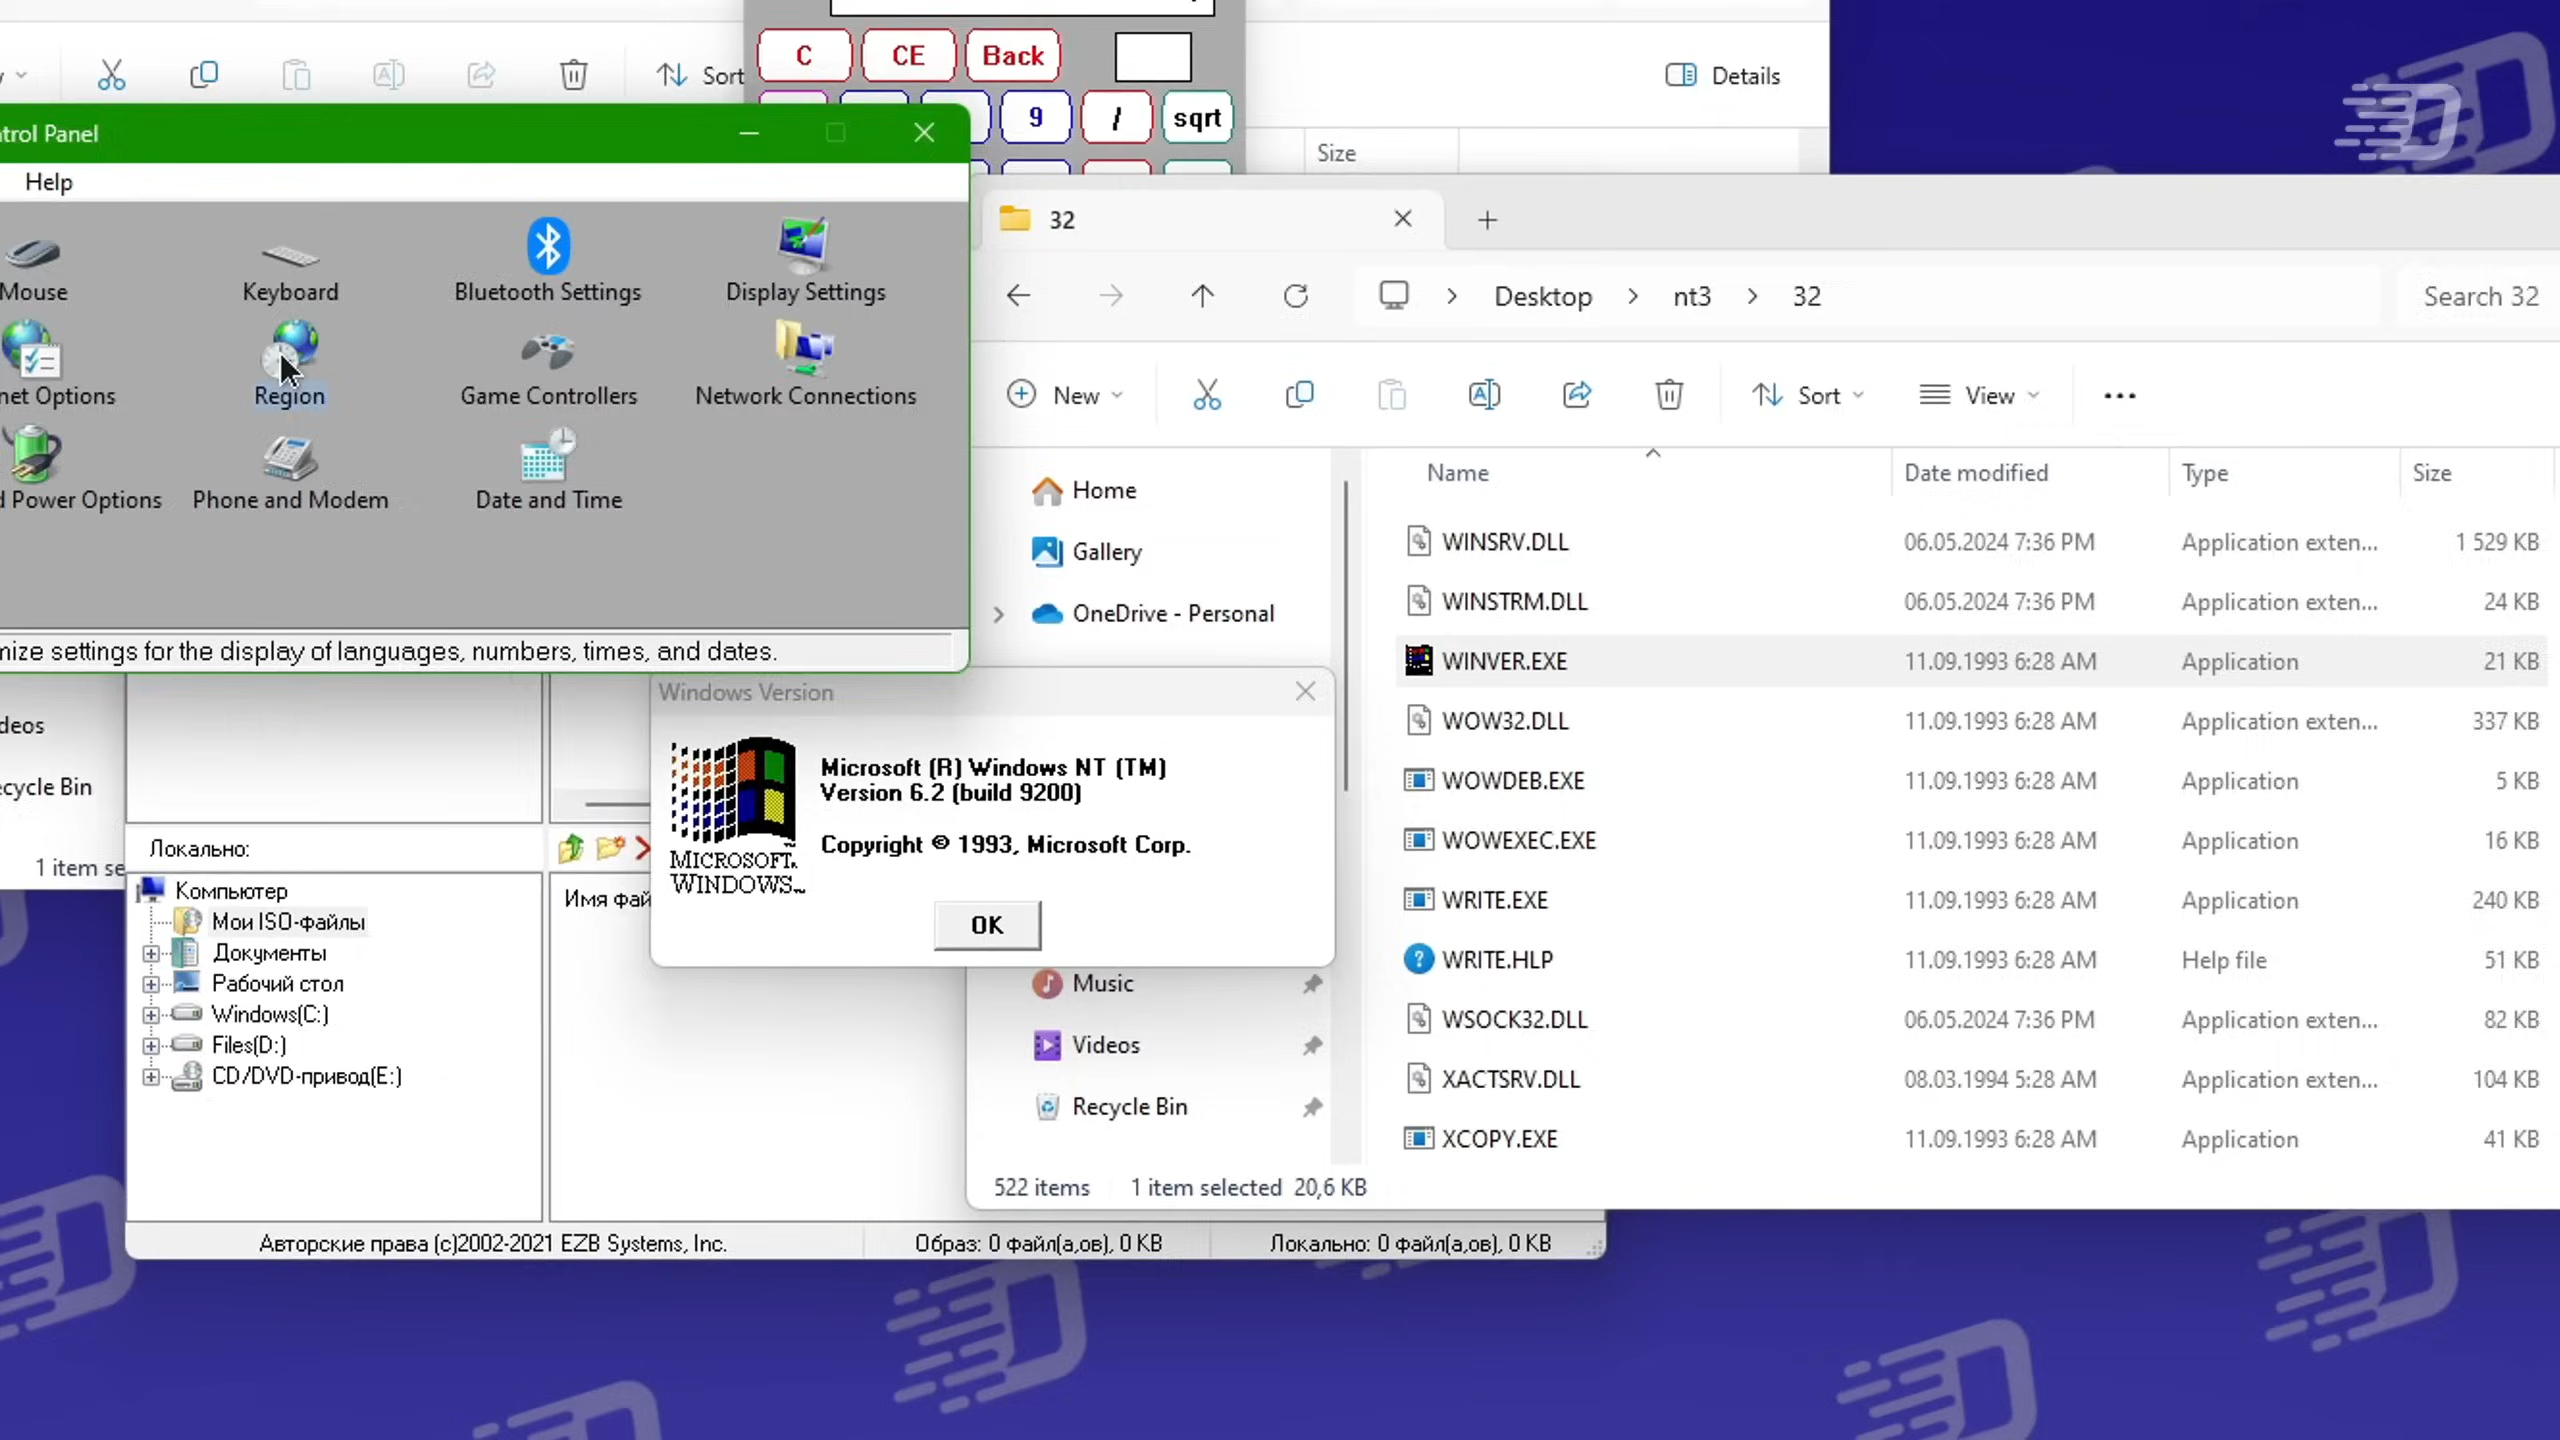 C CE Back
Sort
Details
9 / sqrt
Size
trol Panel
Help
Mouse
Keyboard
Bluetooth Settings
Display Settings
net Options
Region
Game Controllers
Network Connections
d Power Options
Phone and Modem
Date and Time
mize settings for the display of languages, numbers, times, and dates.
32
Desktop > nt3 > 32
Search 32
New
Sort
View
Home
Gallery
OneDrive - Personal
Music
Videos
Recycle Bin
Name Date modified Type Size
WINSRV.DLL 06.05.2024 7:36 PM Application exten... 1 529 KB
WINSTRM.DLL 06.05.2024 7:36 PM Application exten... 24 KB
WINVER.EXE 11.09.1993 6:28 AM Application 21 KB
WOW32.DLL 11.09.1993 6:28 AM Application exten... 337 KB
WOWDEB.EXE 11.09.1993 6:28 AM Application 5 KB
WOWEXEC.EXE 11.09.1993 6:28 AM Application 16 KB
WRITE.EXE 11.09.1993 6:28 AM Application 240 KB
WRITE.HLP 11.09.1993 6:28 AM Help file 51 KB
WSOCK32.DLL 06.05.2024 7:36 PM Application exten... 82 KB
XACTSRV.DLL 08.03.1994 5:28 AM Application exten... 104 KB
XCOPY.EXE 11.09.1993 6:28 AM Application 41 KB
522 items 1 item selected 20,6 KB
Windows Version
MICROSOFT
WINDOWS
Microsoft (R) Windows NT (TM)
Version 6.2 (build 9200)
Copyright © 1993, Microsoft Corp.
OK
deos
ecycle Bin
1 item se
Локально:
Компьютер
Мои ISO-файлы
Документы
Рабочий стол
Windows(C:)
Files(D:)
CD/DVD-привод(E:)
Имя фай
Авторские права (c)2002-2021 EZB Systems, Inc.
Образ: 0 файл(а,ов), 0 KB
Локально: 0 файл(а,ов), 0 KB